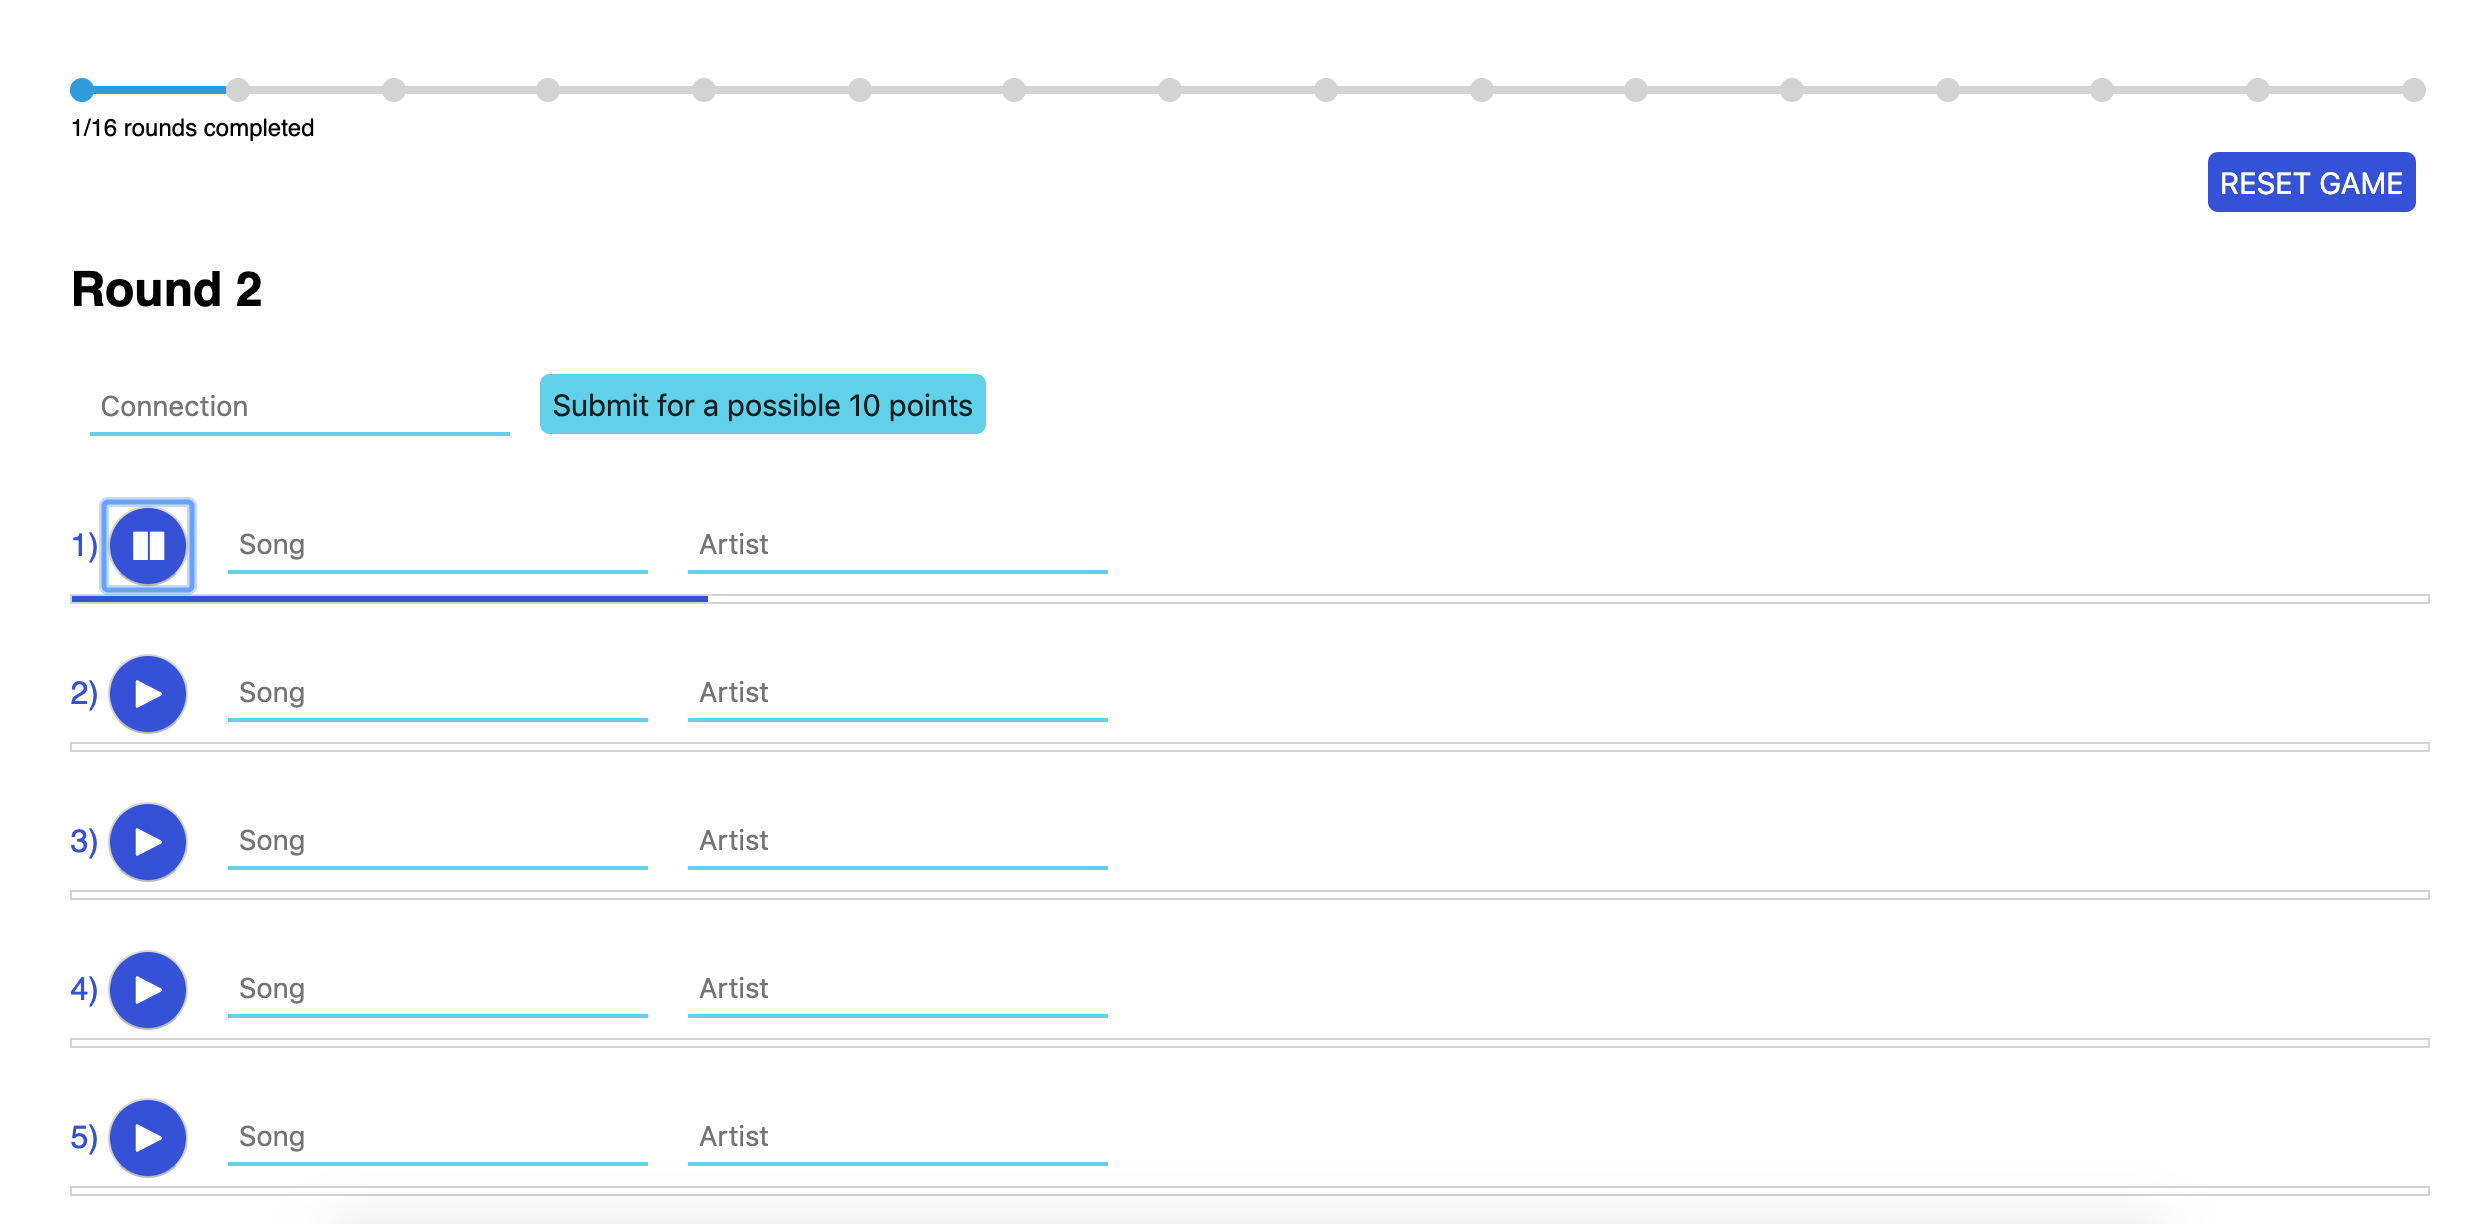 1/16 rounds completed
RESET GAME
Round 2
Connection
Submit for a possible 10 points
1) Song Artist
2) Song Artist
3) Song Artist
4) Song Artist
5) Song Artist